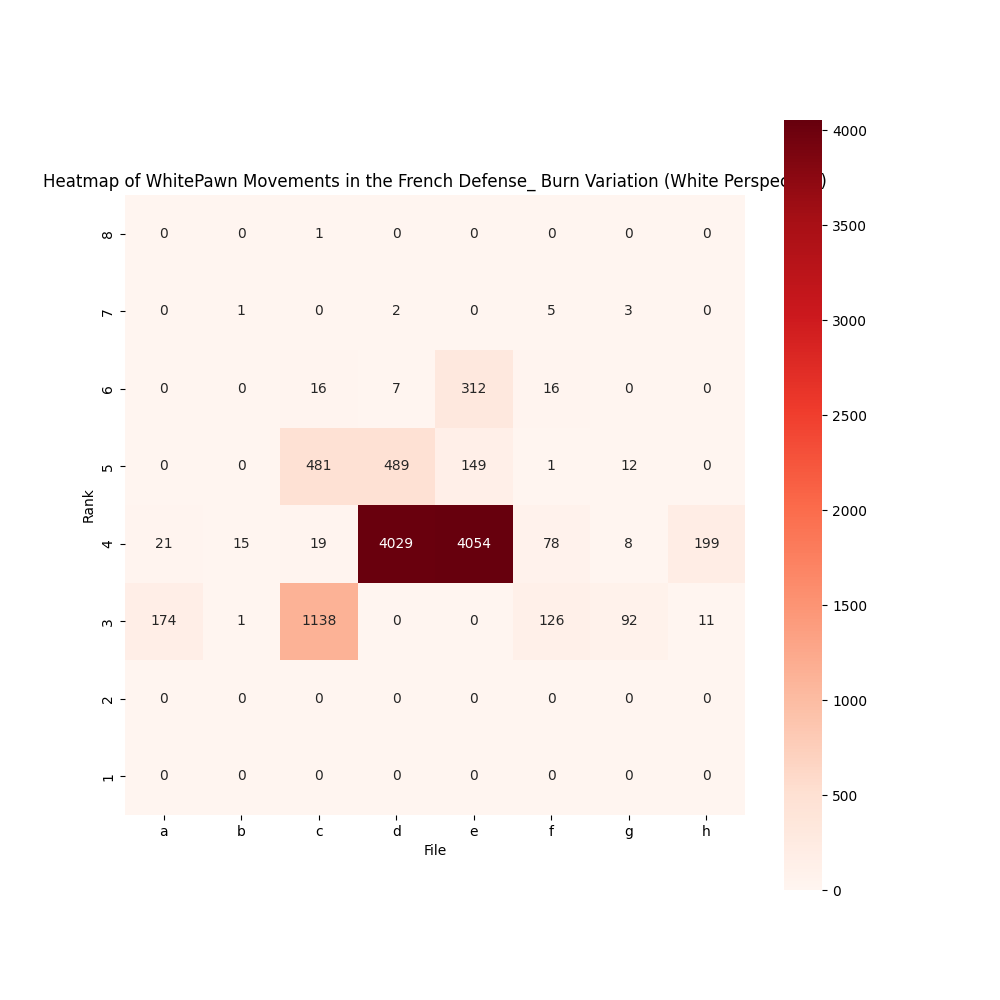 Heatmap of WhitePawn Movements in the French Defense_ Burn Variation (White Perspec )
8 0 0 1 0 0 0 0 0
7 0 1 0 2 0 5 3 0
6 0 0 16 7 312 16 0 0
5 0 0 481 489 149 1 12 0
4 21 15 19 4029 4054 78 8 199
3 174 1 1138 0 0 126 92 11
2 0 0 0 0 0 0 0 0
1 0 0 0 0 0 0 0 0
a b c d e f g h
File
Rank
4000
3500
3000
2500
2000
1500
1000
500
0